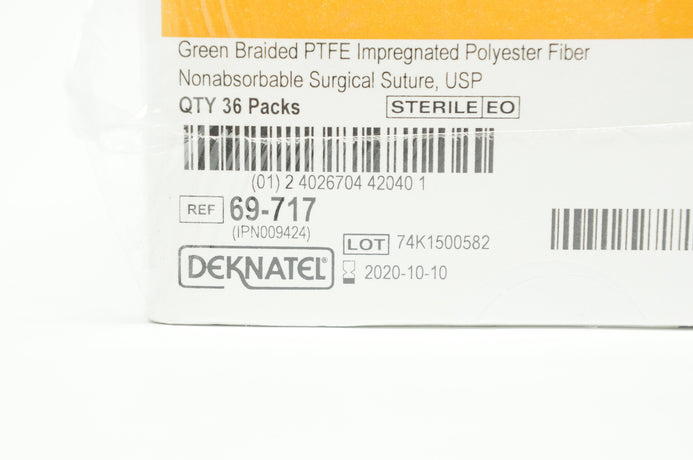 Green Braided PTFE Impregnated Polyester Fiber
Nonabsorbable Surgical Suture, USP
QTY 36 Packs STERILE EO
(01) 2 4026704 42040 1
REF 69-717
(IPN009424)
LOT 74K1500582
DEKNATEL®
2020-10-10